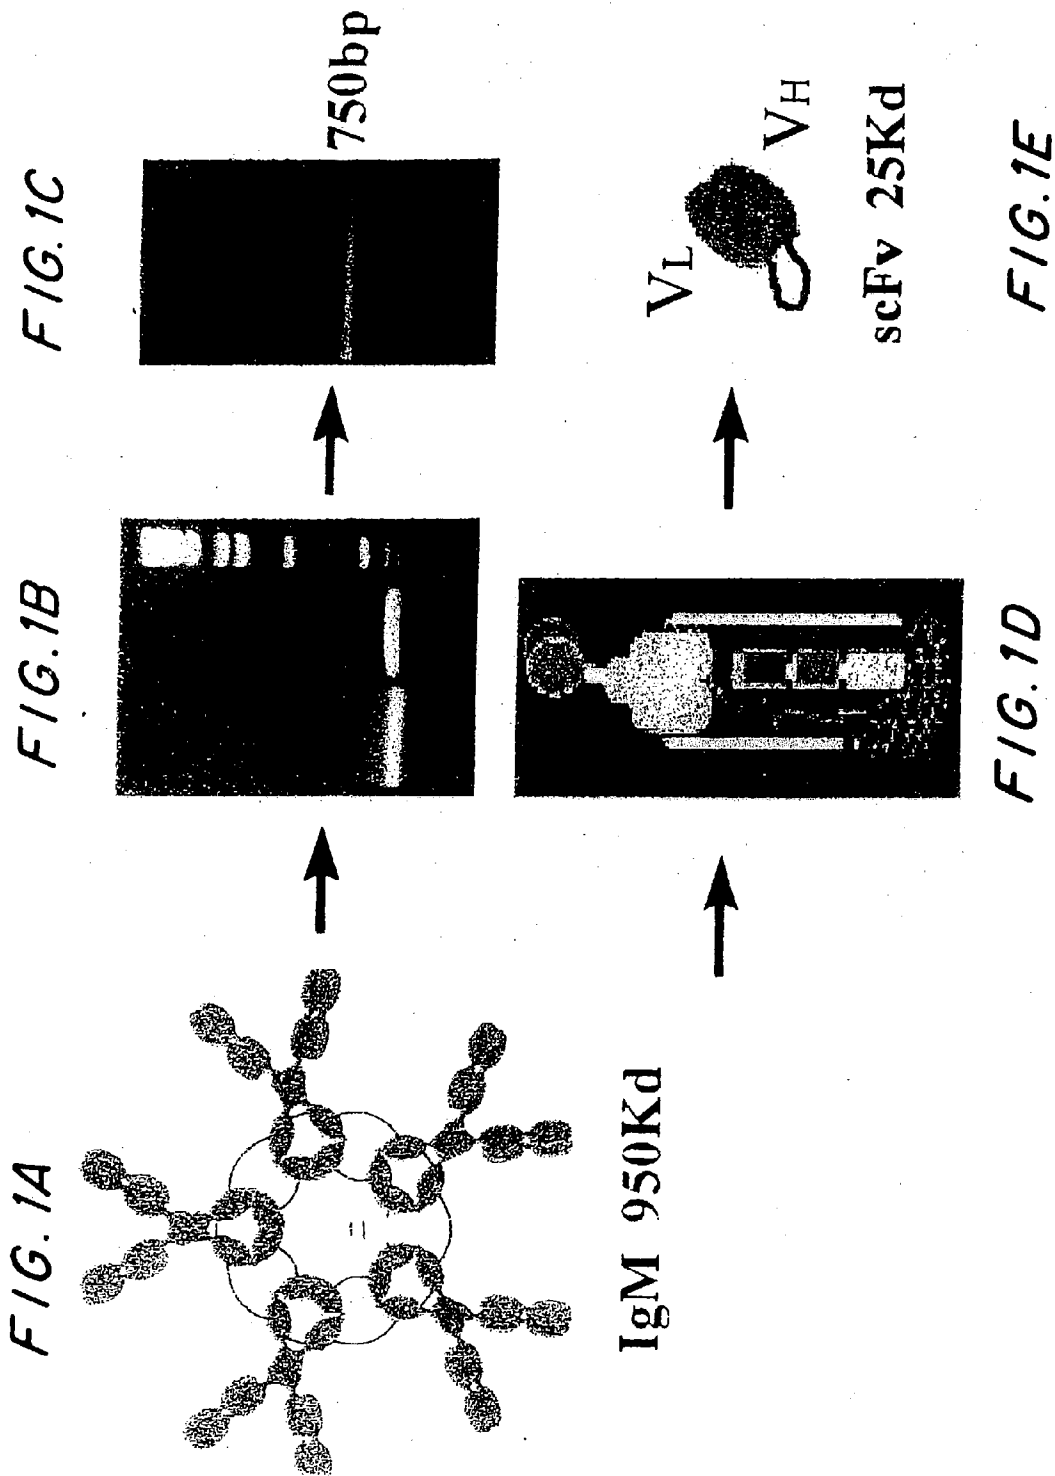 FIG. 1A
IgM 950Kd
FIG. 1B
FIG. 1C
750bp
FIG. 1D
VL
VH
scFv 25Kd
FIG. 1E